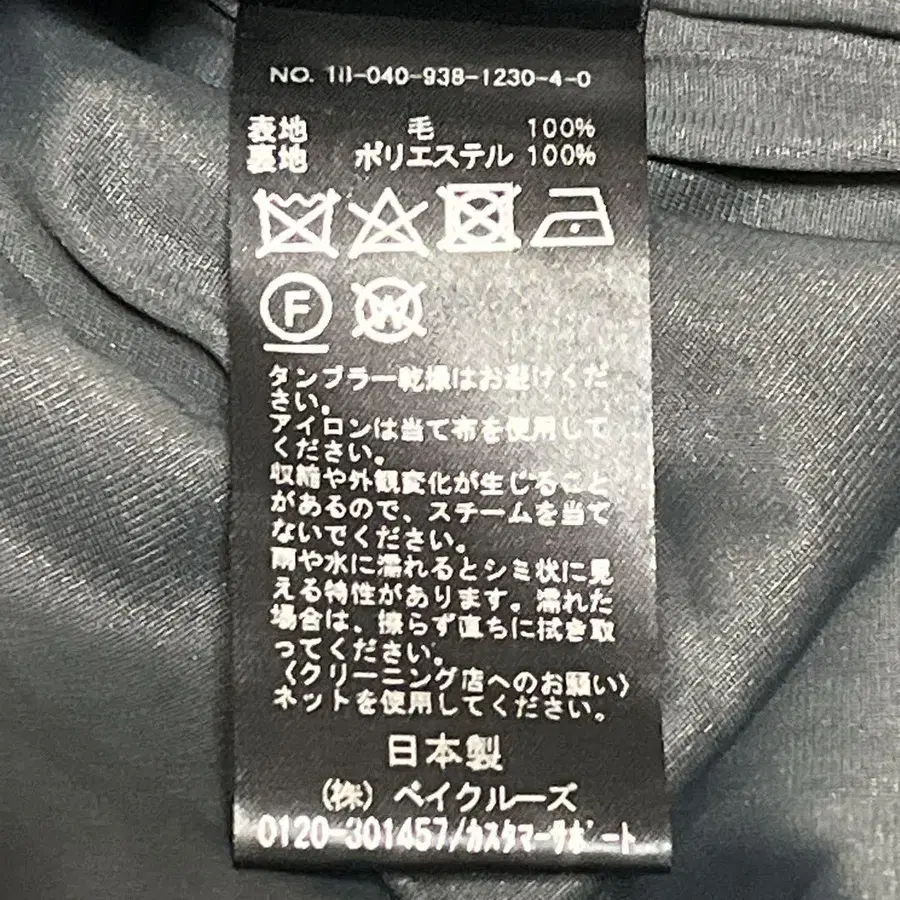 NO. 18-040-938-1230-4-0
表地 毛 100%
裏地 ポリエステル 100%
F
W
タンブラー乾燥はお避けくだ
さい。
アイロンは当て布を使用して
ください。
収縮や外観変化が生じること
があるので、スチームを当て
ないでください。
雨や水に濡れるとシミ状に見
える特性があります。濡れた
場合は、擦らず直ちに拭き取
ってください。
〈クリーニング店へのお願い〉
ネットを使用してください。
日本製
(株) ベイクルーズ
0120-301457/カスタマーサポート